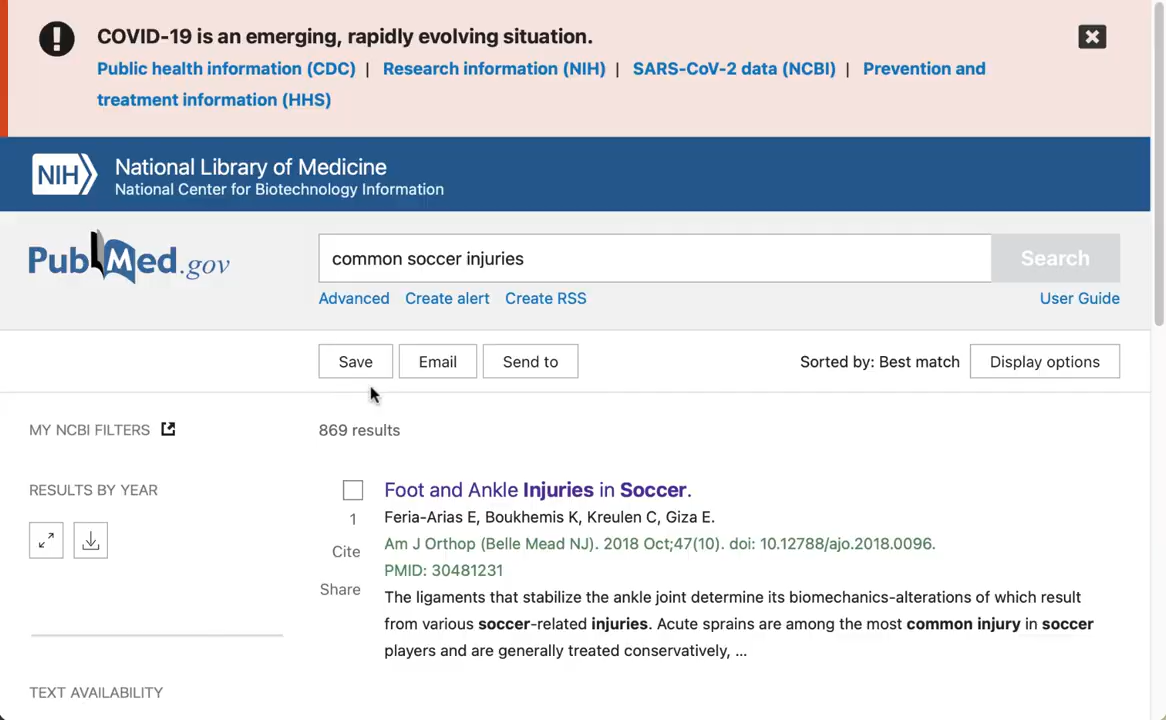 COVID-19 is an emerging, rapidly evolving situation.
Public health information (CDC) | Research information (NIH) | SARS-CoV-2 data (NCBI) | Prevention and
treatment information (HHS)
NIH
National Library of Medicine
National Center for Biotechnology Information
PubMed.gov
common soccer injuries
Search
Advanced Create alert Create RSS
User Guide
Save Email Send to
Sorted by: Best match Display options
MY NCBI FILTERS
869 results
RESULTS BY YEAR
Foot and Ankle Injuries in Soccer.
1
Feria-Arias E, Boukhemis K, Kreulen C, Giza E.
Cite
Am J Orthop (Belle Mead NJ). 2018 Oct;47(10). doi: 10.12788/ajo.2018.0096.
PMID: 30481231
Share
The ligaments that stabilize the ankle joint determine its biomechanics-alterations of which result
from various soccer-related injuries. Acute sprains are among the most common injury in soccer
players and are generally treated conservatively, ...
TEXT AVAILABILITY